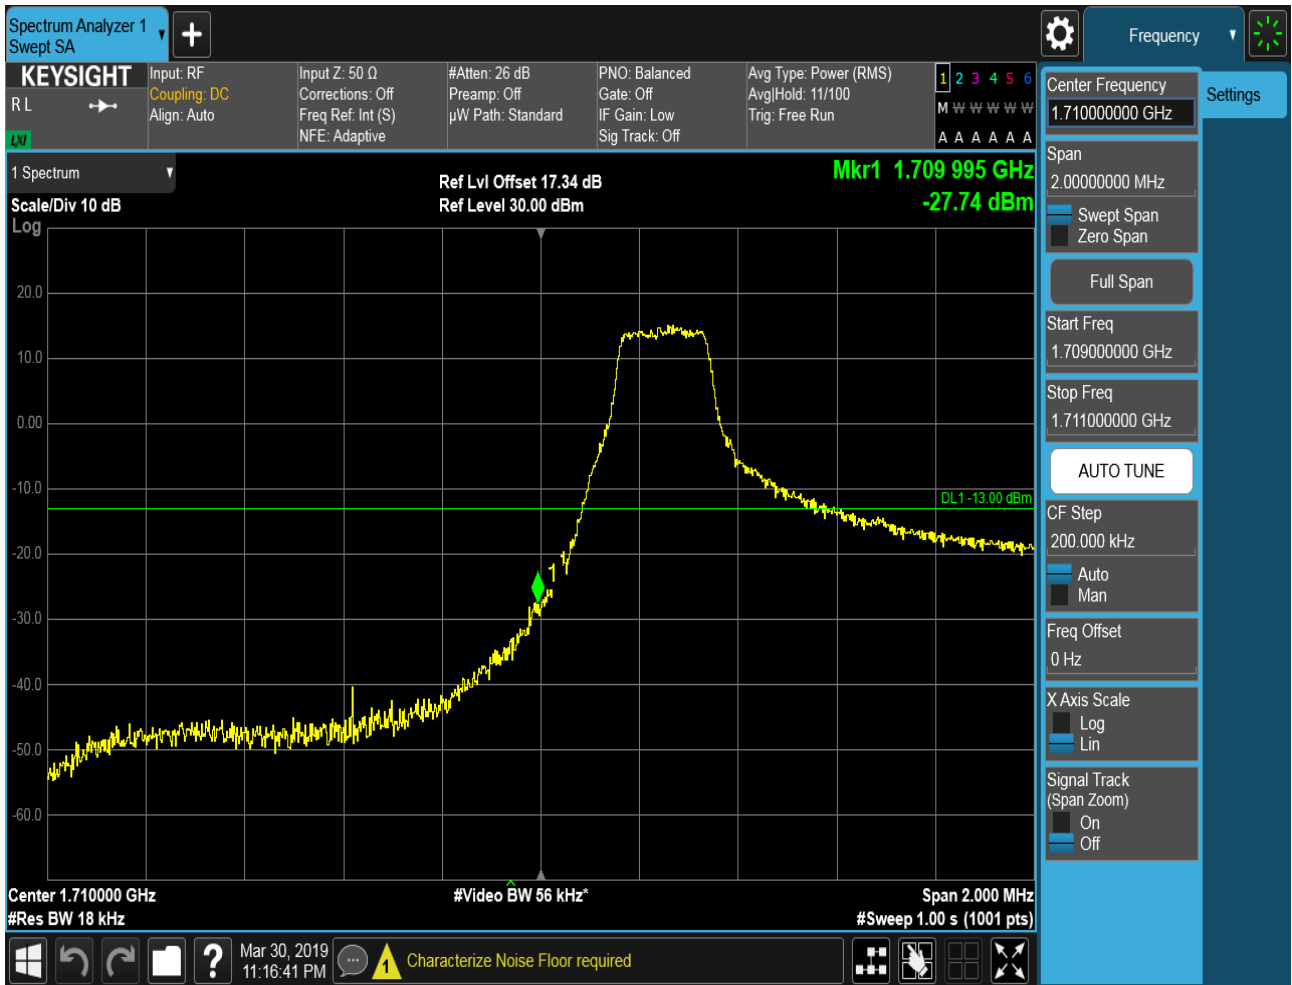 Spectrum Analyzer 1
Swept SA
Frequency
KEYSIGHT
R L
LXI
Input: RF
Coupling: DC
Align: Auto
Input Z: 50 Ω
Corrections: Off
Freq Ref: Int (S)
NFE: Adaptive
#Atten: 26 dB
Preamp: Off
µW Path: Standard
PNO: Balanced
Gate: Off
IF Gain: Low
Sig Track: Off
Avg Type: Power (RMS)
Avg|Hold: 11/100
Trig: Free Run
1 2 3 4 5 6
M W W W W W
A A A A A A
1 Spectrum
Scale/Div 10 dB
Log
Ref Lvl Offset 17.34 dB
Ref Level 30.00 dBm
Mkr1 1.709 995 GHz
-27.74 dBm
20.0
10.0
0.00
-10.0
-20.0
-30.0
-40.0
-50.0
-60.0
DL1 -13.00 dBm
1
1
Center 1.710000 GHz
#Res BW 18 kHz
#Video BW 56 kHz*
Span 2.000 MHz
#Sweep 1.00 s (1001 pts)
Center Frequency
1.710000000 GHz
Settings
Span
2.00000000 MHz
Swept Span
Zero Span
Full Span
Start Freq
1.709000000 GHz
Stop Freq
1.711000000 GHz
AUTO TUNE
CF Step
200.000 kHz
Auto
Man
Freq Offset
0 Hz
X Axis Scale
Log
Lin
Signal Track
(Span Zoom)
On
Off
?
Mar 30, 2019
11:16:41 PM
1
Characterize Noise Floor required